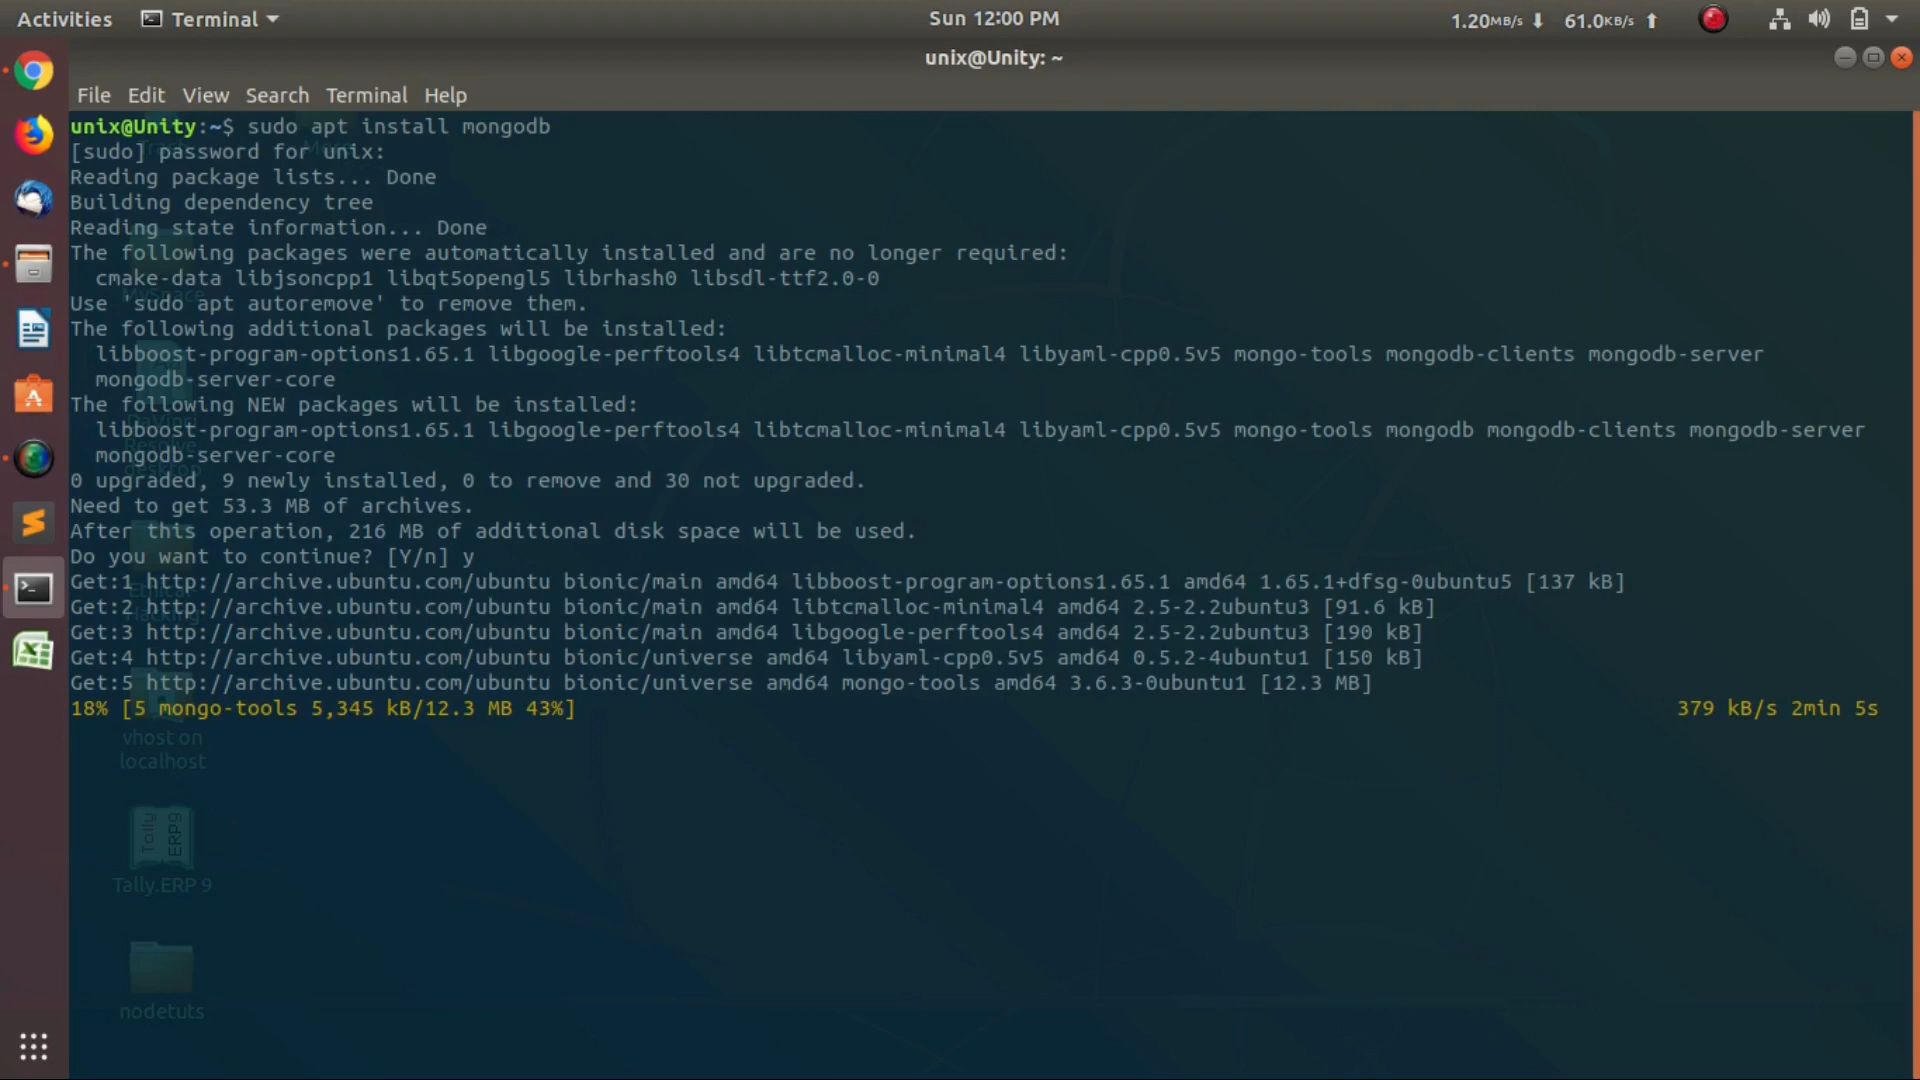 Activities Terminal Sun 12:00 PM 1.20MB/s 61.0KB/s
unix@Unity: ~
File Edit View Search Terminal Help
unix@Unity:~$ sudo apt install mongodb
[sudo] password for unix:
Reading package lists... Done
Building dependency tree
Reading state information... Done
The following packages were automatically installed and are no longer required:
cmake-data libjsoncpp1 libqt5opengl5 librhash0 libsdl-ttf2.0-0
Use 'sudo apt autoremove' to remove them.
The following additional packages will be installed:
libboost-program-options1.65.1 libgoogle-perftools4 libtcmalloc-minimal4 libyaml-cpp0.5v5 mongo-tools mongodb-clients mongodb-server
mongodb-server-core
The following NEW packages will be installed:
libboost-program-options1.65.1 libgoogle-perftools4 libtcmalloc-minimal4 libyaml-cpp0.5v5 mongo-tools mongodb mongodb-clients mongodb-server
mongodb-server-core
0 upgraded, 9 newly installed, 0 to remove and 30 not upgraded.
Need to get 53.3 MB of archives.
After this operation, 216 MB of additional disk space will be used.
Do you want to continue? [Y/n] y
Get:1 http://archive.ubuntu.com/ubuntu bionic/main amd64 libboost-program-options1.65.1 amd64 1.65.1+dfsg-0ubuntu5 [137 kB]
Get:2 http://archive.ubuntu.com/ubuntu bionic/main amd64 libtcmalloc-minimal4 amd64 2.5-2.2ubuntu3 [91.6 kB]
Get:3 http://archive.ubuntu.com/ubuntu bionic/main amd64 libgoogle-perftools4 amd64 2.5-2.2ubuntu3 [190 kB]
Get:4 http://archive.ubuntu.com/ubuntu bionic/universe amd64 libyaml-cpp0.5v5 amd64 0.5.2-4ubuntu1 [150 kB]
Get:5 http://archive.ubuntu.com/ubuntu bionic/universe amd64 mongo-tools amd64 3.6.3-0ubuntu1 [12.3 MB]
18% [5 mongo-tools 5,345 kB/12.3 MB 43%] 379 kB/s 2min 5s
vhost on
localhost
Tally ERP9
Tally.ERP 9
nodetuts